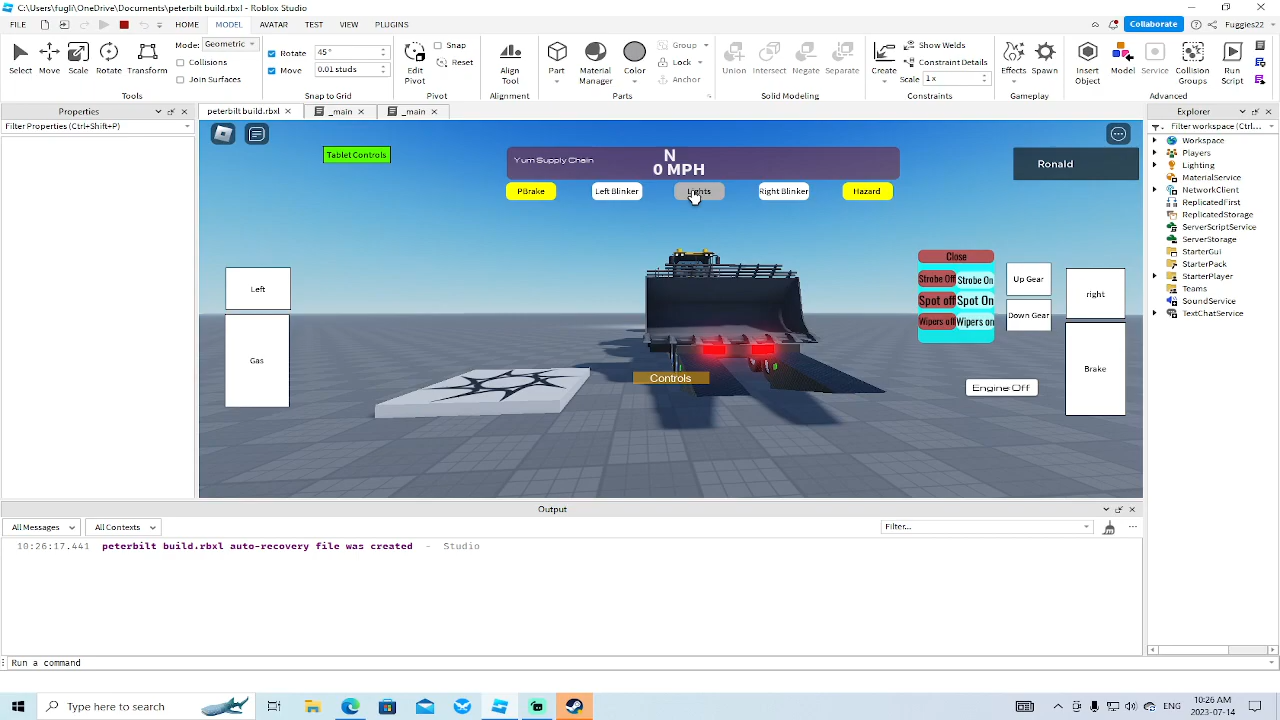 C:\Users\fugli\OneDrive\Documents\peterbilt build.rbxl - Roblox Studio
FILE
HOME
MODEL
AVATAR
TEST
VIEW
PLUGINS
Collaborate
Fuggies22
Select
Move
Scale
Rotate
Transform
Mode: Geometric
Collisions
Join Surfaces
Tools
Rotate 45°
Move 0.01 studs
Snap to Grid
Edit Pivot
Snap
Reset
Pivot
Align Tool
Alignment
Part
Material Manager
Color
Group
Lock
Anchor
Parts
Union
Intersect
Negate
Separate
Solid Modeling
Create
Show Welds
Constraint Details
Scale 1 x
Constraints
Effects
Spawn
Gameplay
Insert Object
Model
Service
Collision Groups
Run Script
Advanced
Properties
Filter Properties (Ctrl+Shift+P)
peterbilt build.rbxl
_main
_main
Tablet Controls
Yum Supply Chain
N
0 MPH
PBrake
Left Blinker
Lights
Right Blinker
Hazard
Ronald
Left
Gas
Close
Strobe Off
Strobe On
Spot off
Spot On
Wipers off
Wipers on
Up Gear
Down Gear
right
Brake
Controls
Engine Off
Explorer
Filter workspace (Ctrl...
Workspace
Players
Lighting
MaterialService
NetworkClient
ReplicatedFirst
ReplicatedStorage
ServerScriptService
ServerStorage
StarterGui
StarterPack
StarterPlayer
Teams
SoundService
TextChatService
Output
All Messages
All Contexts
Filter...
10:26:17.441 peterbilt build.rbxl auto-recovery file was created - Studio
Run a command
Type here to search
ENG
10:26 AM
2023-07-14